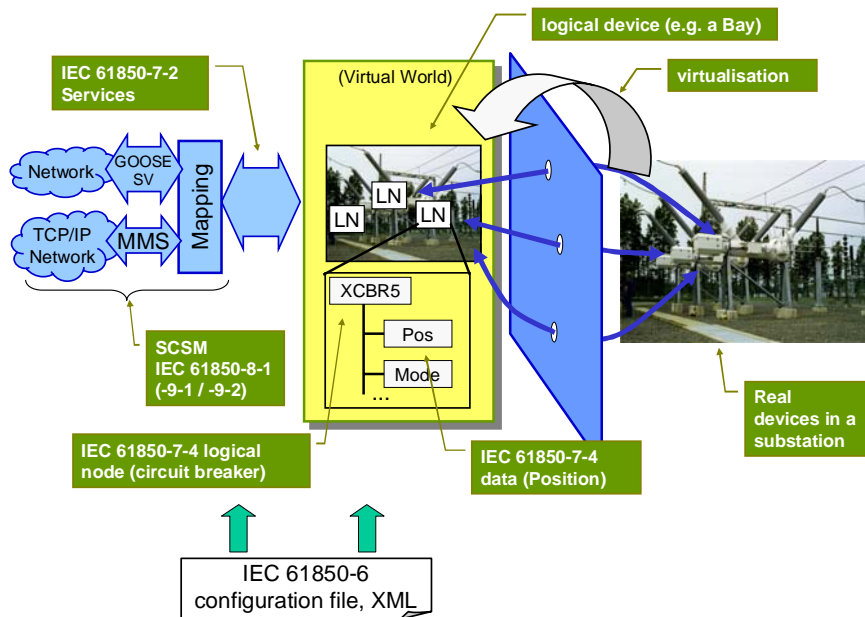 logical device (e.g. a Bay)
IEC 61850-7-2
Services
(Virtual World)
virtualisation
Network
GOOSE
SV
Mapping
TCP/IP
Network
MMS
LN
LN
LN
XCBR5
Pos
Mode
...
SCSM
IEC 61850-8-1
(-9-1 / -9-2)
Real
devices in a
substation
IEC 61850-7-4 logical
node (circuit breaker)
IEC 61850-7-4
data (Position)
IEC 61850-6
configuration file, XML